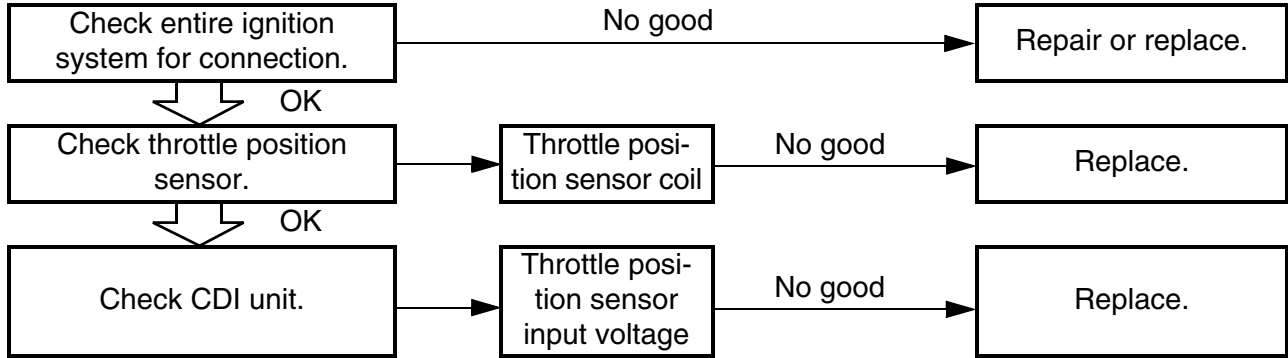 Check entire ignition
system for connection.
No good
Repair or replace.
OK
Check throttle position
sensor.
Throttle posi-
tion sensor coil
No good
Replace.
OK
Check CDI unit.
Throttle posi-
tion sensor
input voltage
No good
Replace.